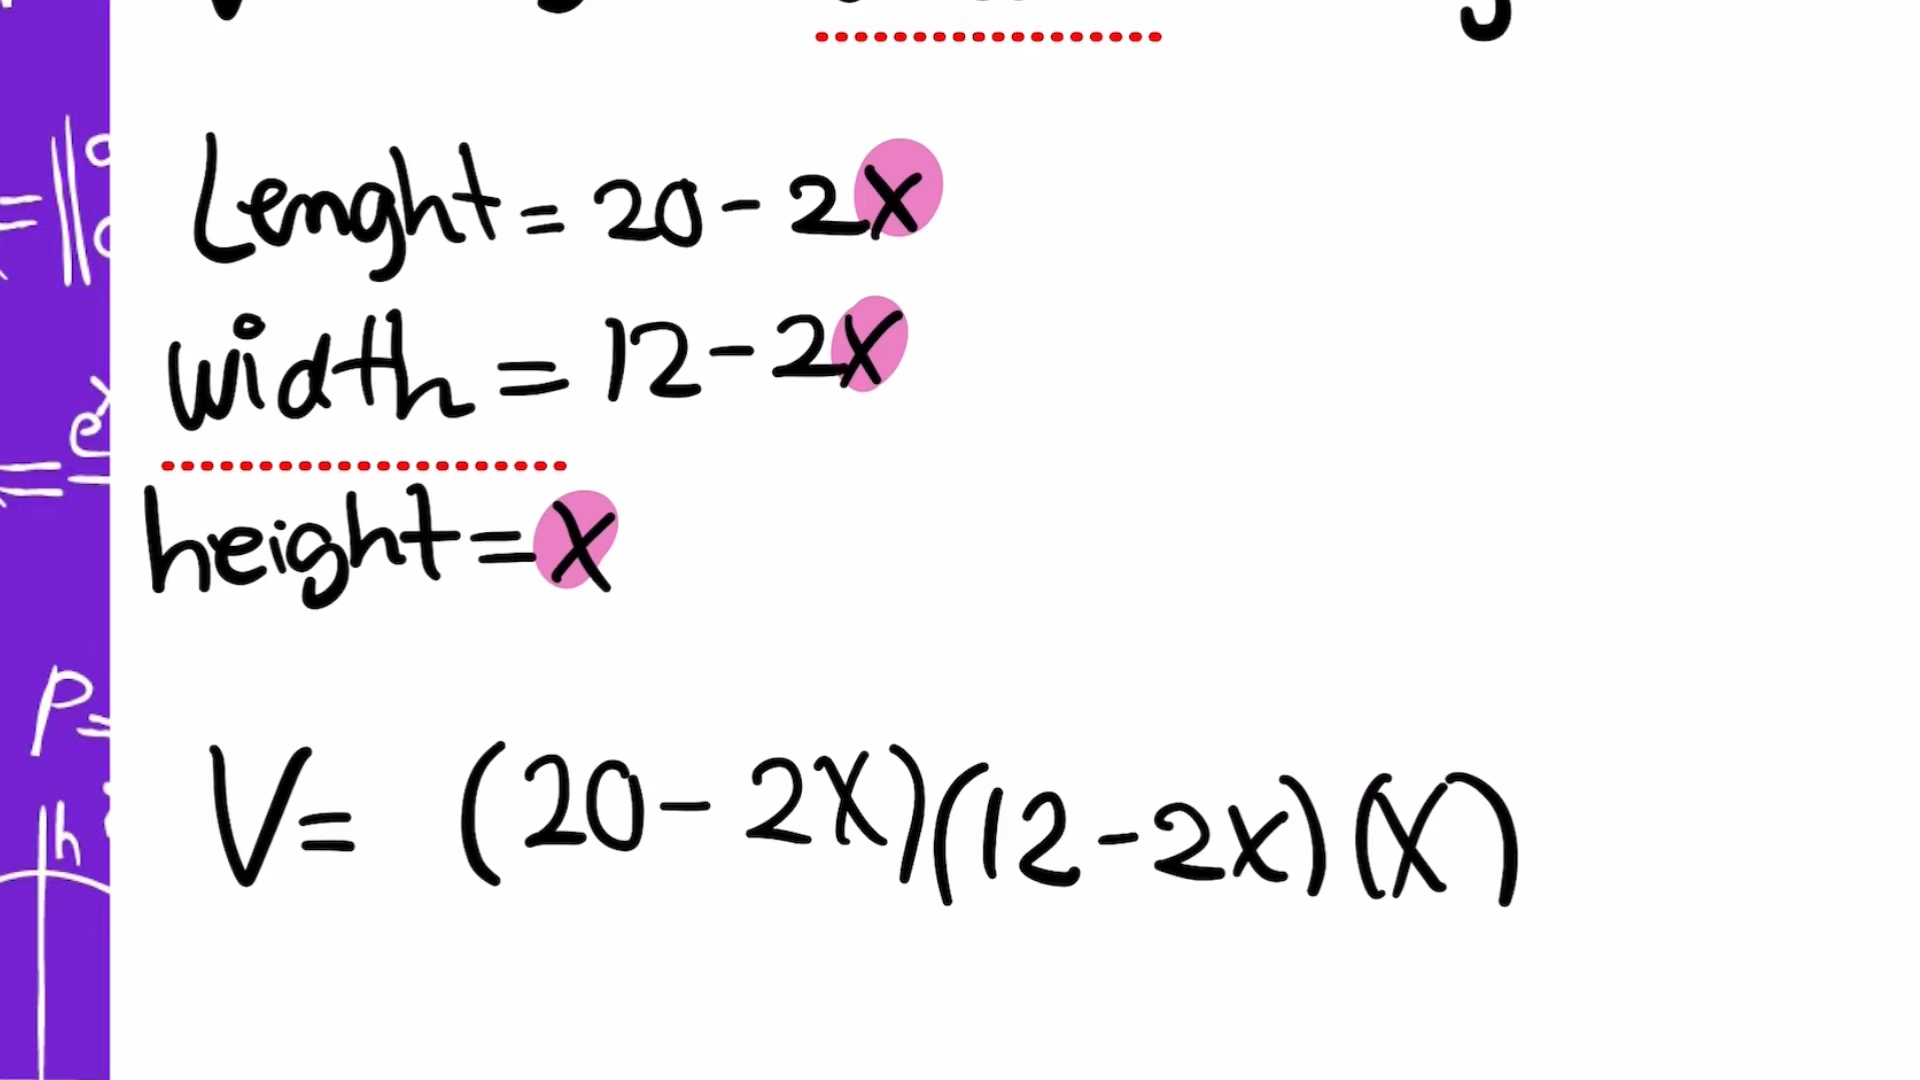 Lenght = 20 - 2x
width = 12 - 2x
height = x
V = (20 - 2x)(12 - 2x)(x)